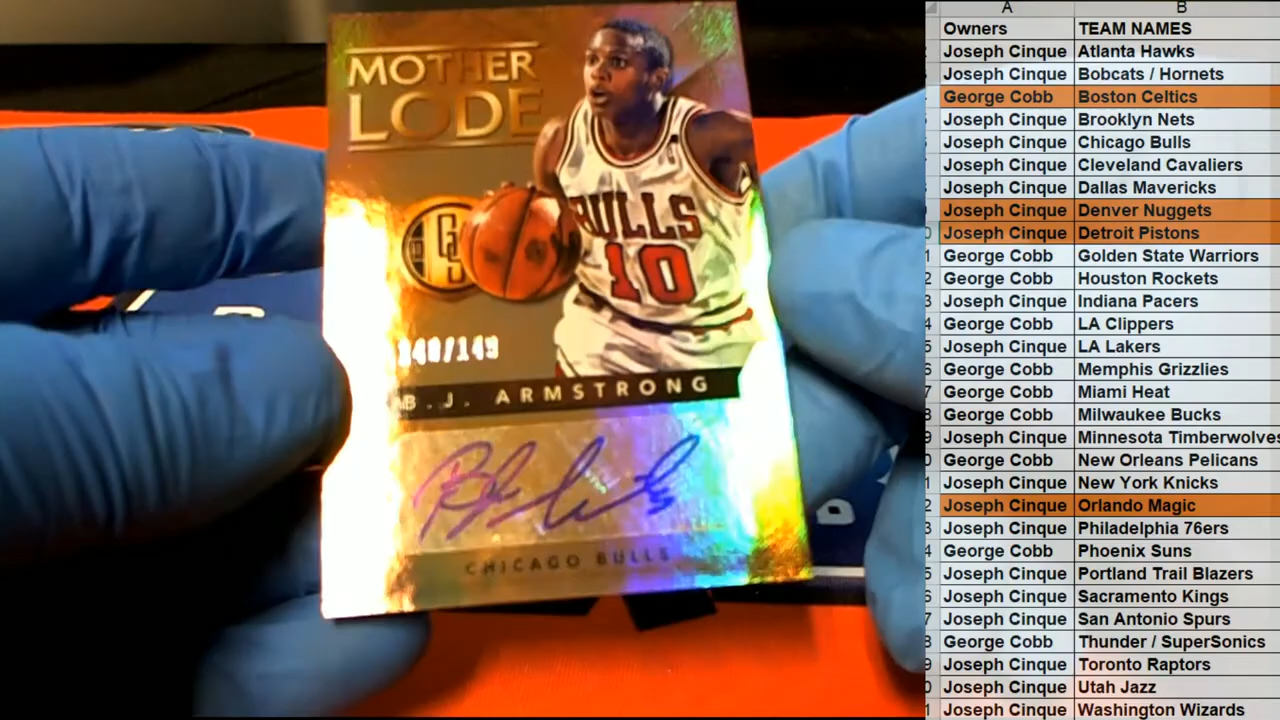 MOTHER
LODE
GS
BULLS
10
040/149
B.J. ARMSTRONG
CHICAGO BULLS
A B
Owners TEAM NAMES
Joseph Cinque Atlanta Hawks
Joseph Cinque Bobcats / Hornets
George Cobb Boston Celtics
Joseph Cinque Brooklyn Nets
Joseph Cinque Chicago Bulls
Joseph Cinque Cleveland Cavaliers
Joseph Cinque Dallas Mavericks
Joseph Cinque Denver Nuggets
Joseph Cinque Detroit Pistons
George Cobb Golden State Warriors
George Cobb Houston Rockets
Joseph Cinque Indiana Pacers
George Cobb LA Clippers
Joseph Cinque LA Lakers
George Cobb Memphis Grizzlies
George Cobb Miami Heat
George Cobb Milwaukee Bucks
Joseph Cinque Minnesota Timberwolves
George Cobb New Orleans Pelicans
Joseph Cinque New York Knicks
Joseph Cinque Orlando Magic
Joseph Cinque Philadelphia 76ers
George Cobb Phoenix Suns
Joseph Cinque Portland Trail Blazers
Joseph Cinque Sacramento Kings
Joseph Cinque San Antonio Spurs
George Cobb Thunder / SuperSonics
Joseph Cinque Toronto Raptors
Joseph Cinque Utah Jazz
Joseph Cinque Washington Wizards